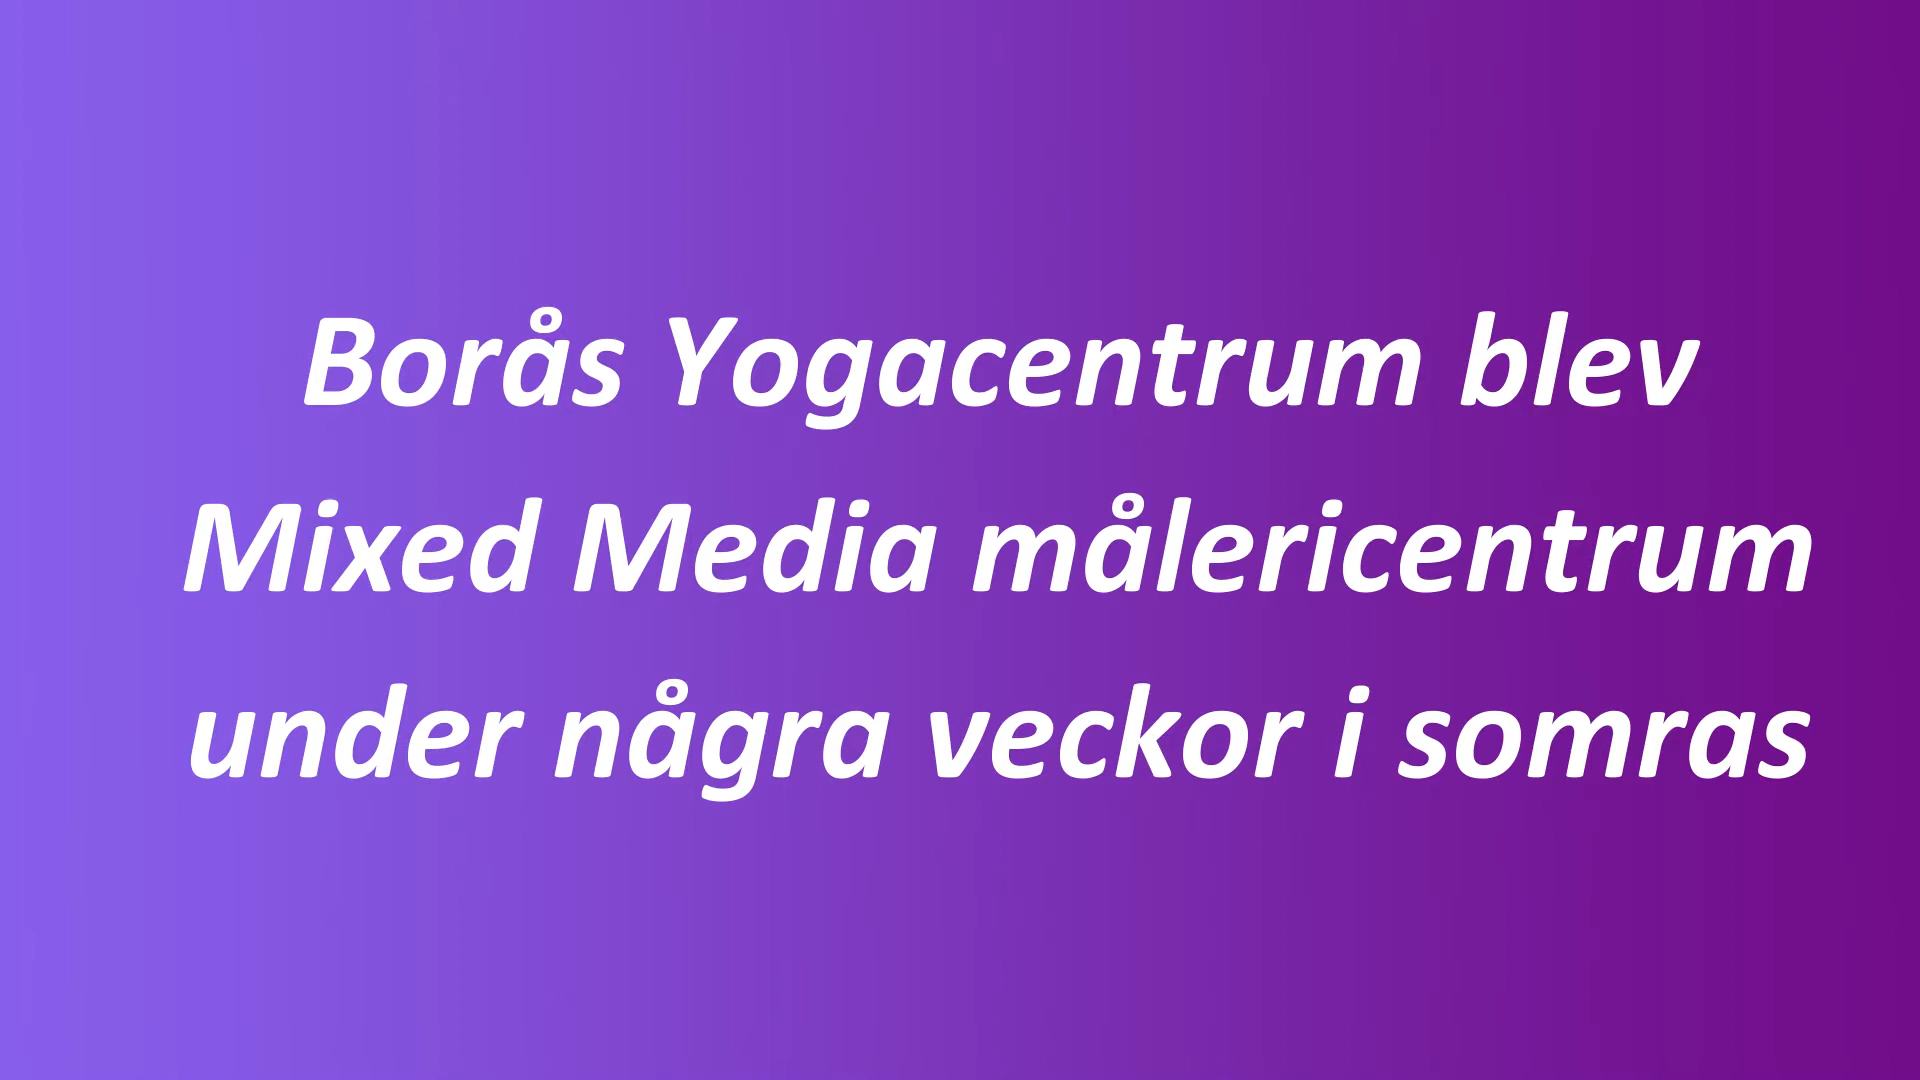 Borås Yogacentrum blev
Mixed Media målericentrum
under några veckor i somras